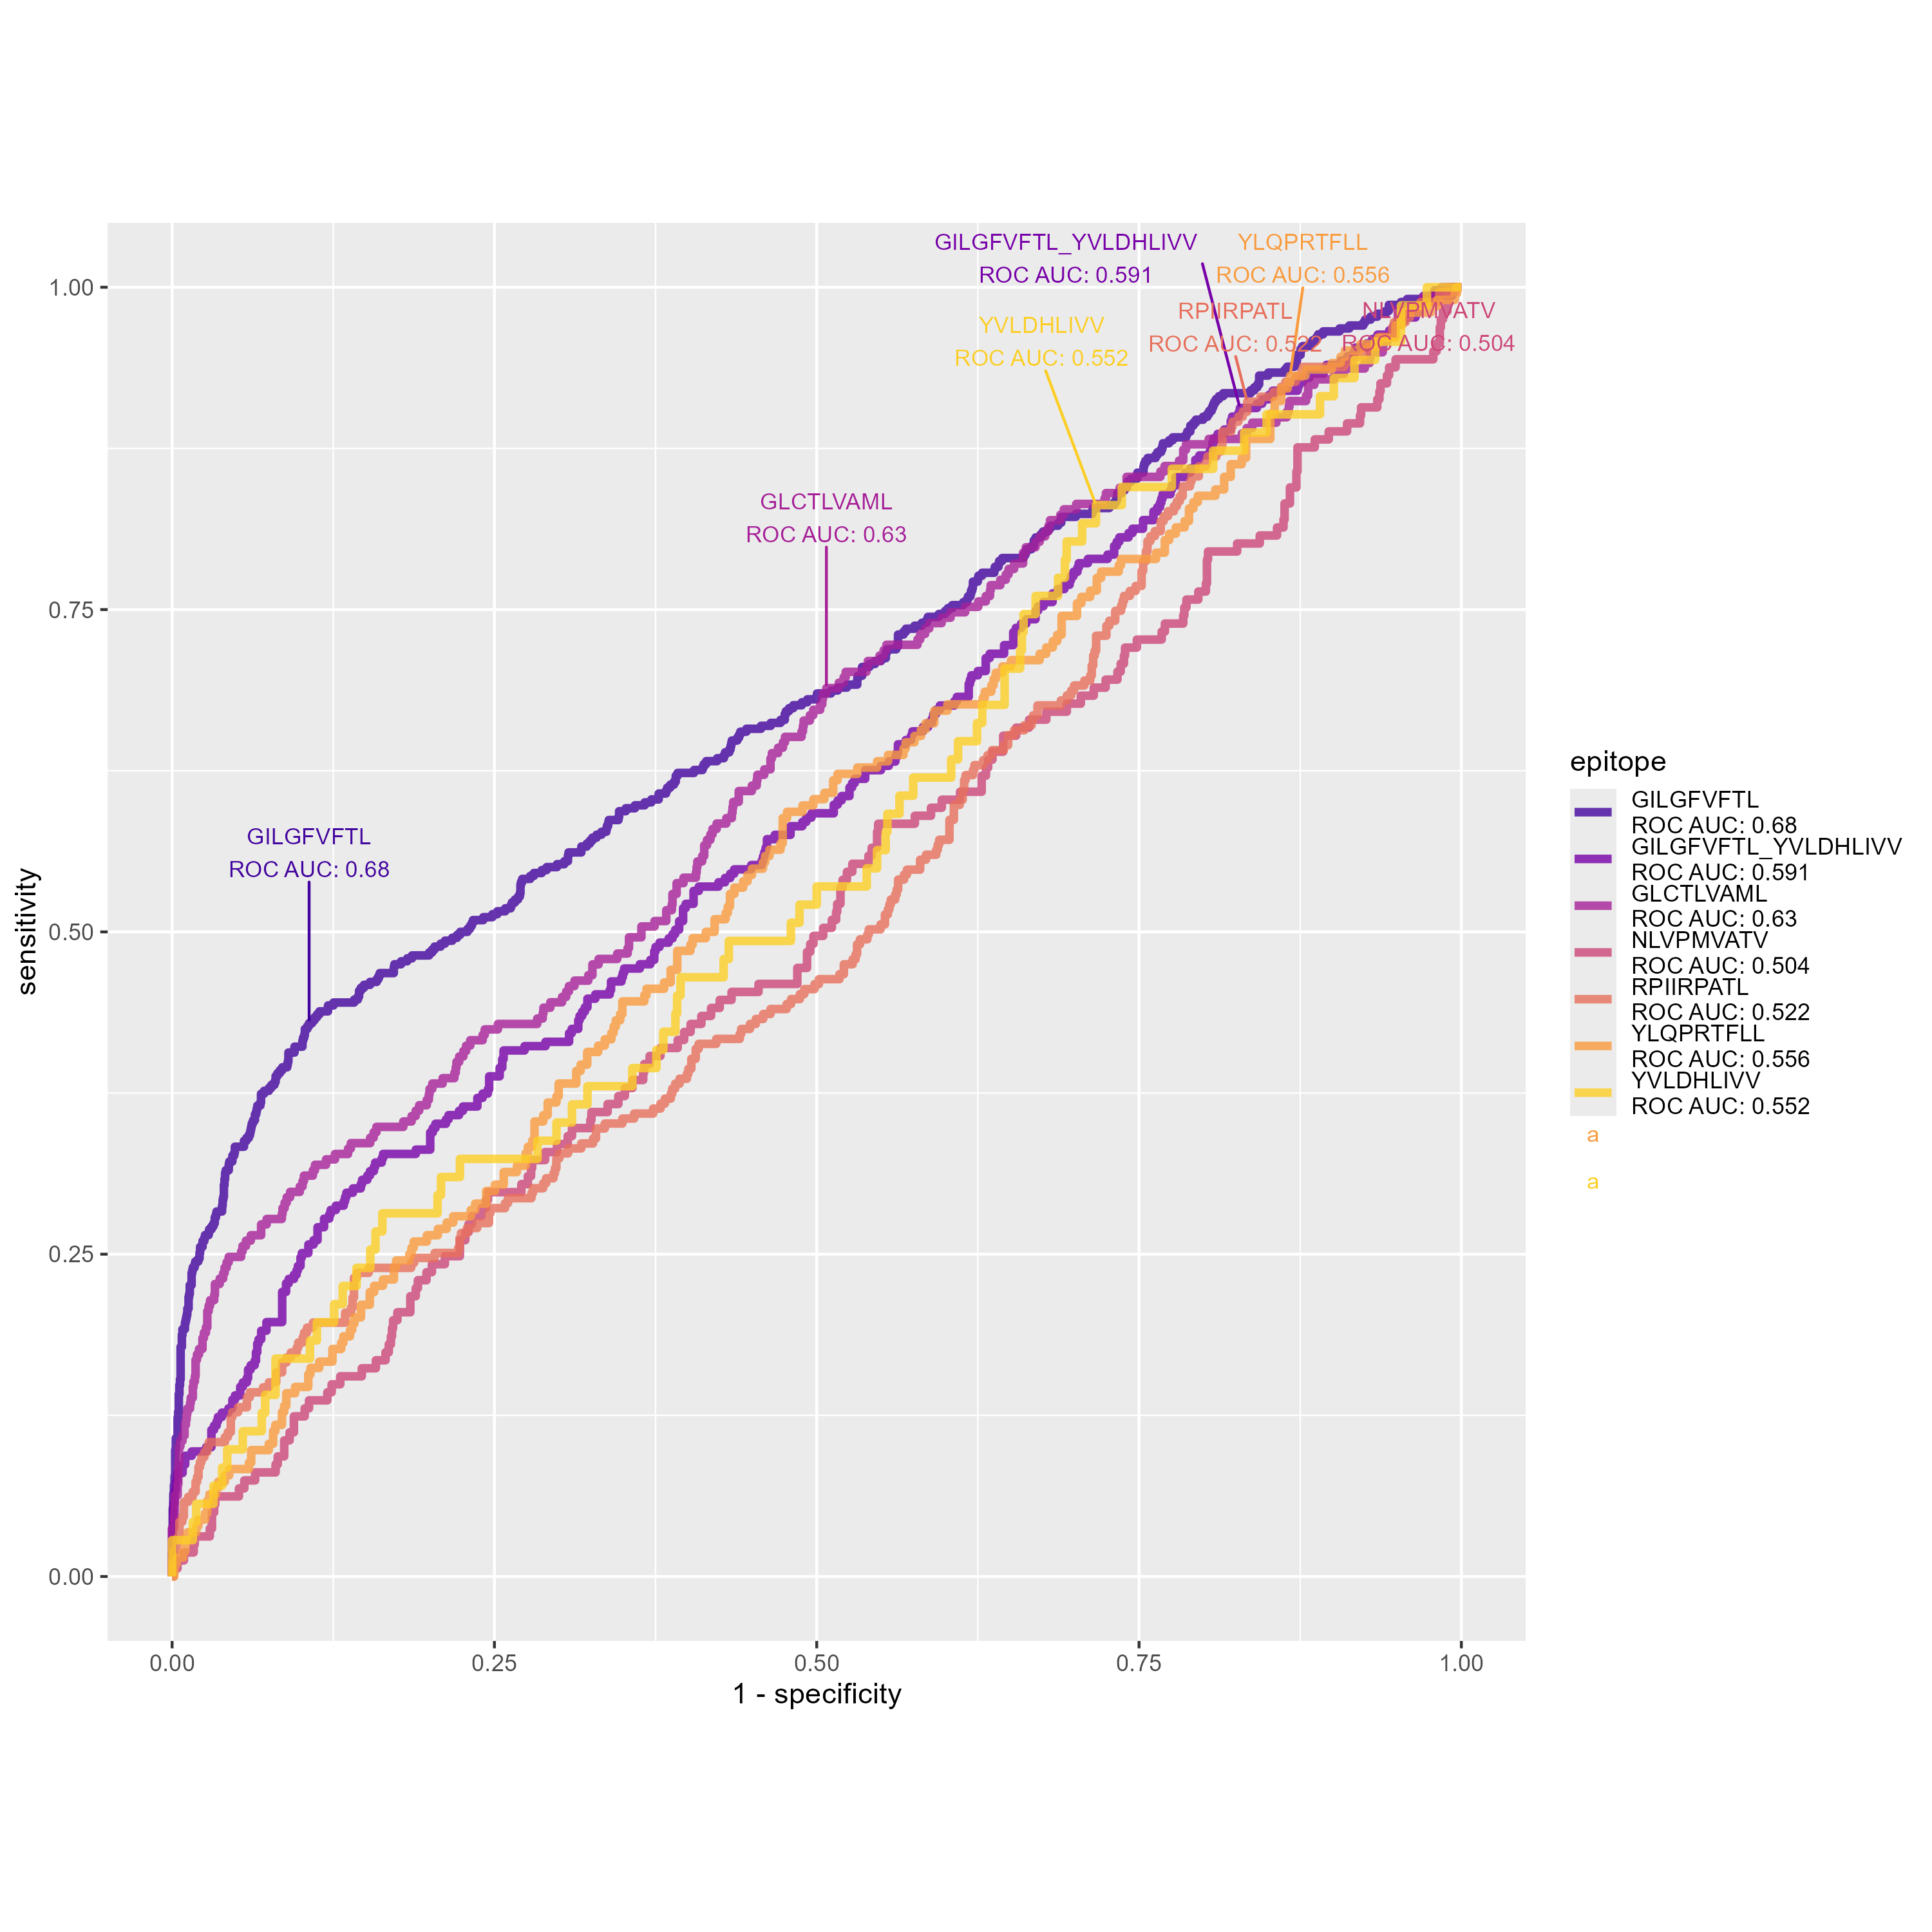 GILGFVFTL_YVLDHLIVV
ROC AUC: 0.591
YLQPRTFLL
ROC AUC: 0.556
YVLDHLIVV
ROC AUC: 0.552
RPIIRPATL
ROC AUC: 0.522
NLVPMVATV
ROC AUC: 0.504
GLCTLVAML
ROC AUC: 0.63
GILGFVFTL
ROC AUC: 0.68
1.00
0.75
0.50
0.25
0.00
sensitivity
0.00
0.25
0.50
0.75
1.00
1 - specificity
epitope
GILGFVFTL
ROC AUC: 0.68
GILGFVFTL_YVLDHLIVV
ROC AUC: 0.591
GLCTLVAML
ROC AUC: 0.63
NLVPMVATV
ROC AUC: 0.504
RPIIRPATL
ROC AUC: 0.522
YLQPRTFLL
ROC AUC: 0.556
YVLDHLIVV
ROC AUC: 0.552
a
a